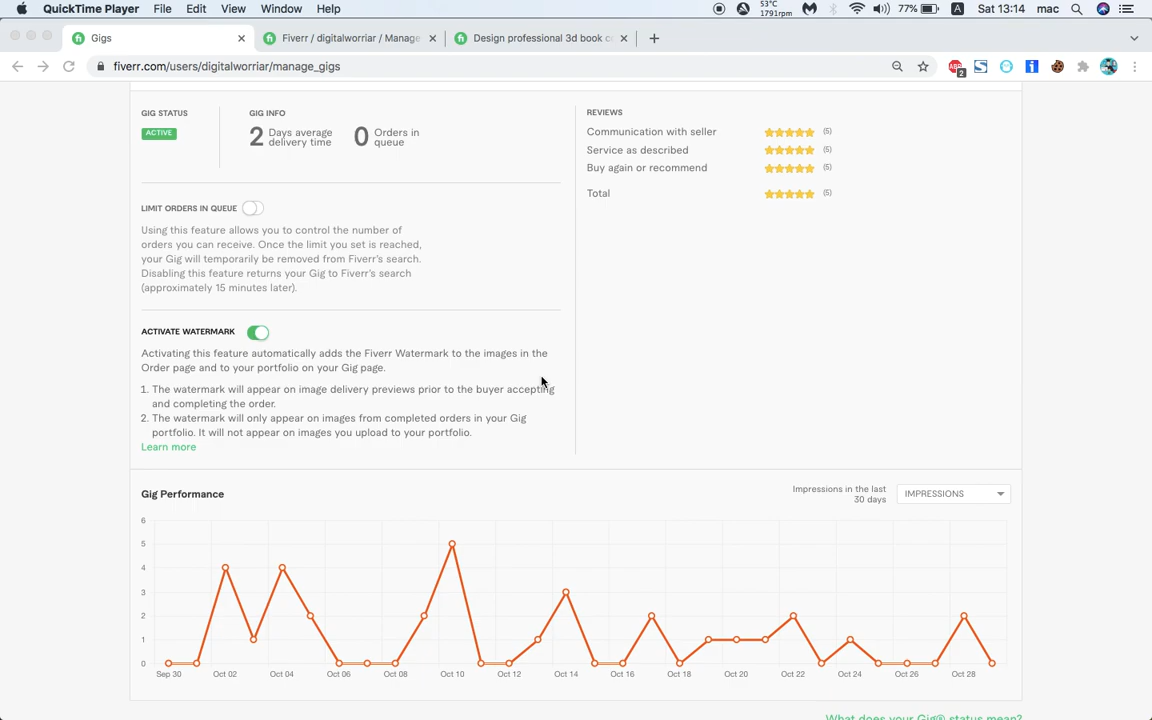 QuickTime Player File Edit View Window Help 53°C 1791rpm 77% A Sat 13:14 mac
Gigs Fiverr / digitalworriar / Manage Design professional 3d book c
fiverr.com/users/digitalworriar/manage_gigs ABP 2 S i
GIG STATUS
ACTIVE
GIG INFO
2 Days average delivery time
0 Orders in queue
LIMIT ORDERS IN QUEUE
Using this feature allows you to control the number of
orders you can receive. Once the limit you set is reached,
your Gig will temporarily be removed from Fiverr's search.
Disabling this feature returns your Gig to Fiverr's search
(approximately 15 minutes later).
ACTIVATE WATERMARK
Activating this feature automatically adds the Fiverr Watermark to the images in the
Order page and to your portfolio on your Gig page.
1. The watermark will appear on image delivery previews prior to the buyer accepting
and completing the order.
2. The watermark will only appear on images from completed orders in your Gig
portfolio. It will not appear on images you upload to your portfolio.
Learn more
REVIEWS
Communication with seller (5)
Service as described (5)
Buy again or recommend (5)
Total (5)
Gig Performance
Impressions in the last
30 days
IMPRESSIONS
6
5
4
3
2
1
0
Sep 30 Oct 02 Oct 04 Oct 06 Oct 08 Oct 10 Oct 12 Oct 14 Oct 16 Oct 18 Oct 20 Oct 22 Oct 24 Oct 26 Oct 28
What does your Gig® status mean?